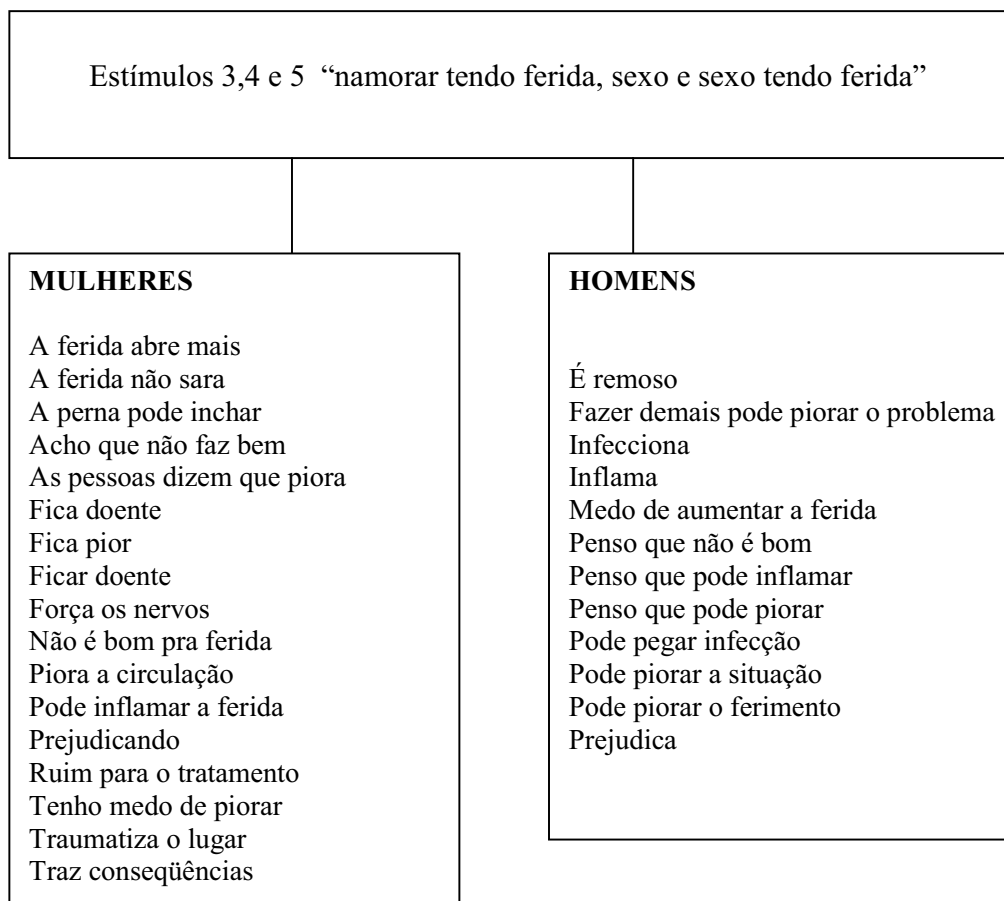 Estímulos 3,4 e 5 “namorar tendo ferida, sexo e sexo tendo ferida”
MULHERES
A ferida abre mais
A ferida não sara
A perna pode inchar
Acho que não faz bem
As pessoas dizem que piora
Fica doente
Fica pior
Ficar doente
Força os nervos
Não é bom pra ferida
Piora a circulação
Pode inflamar a ferida
Prejudicando
Ruim para o tratamento
Tenho medo de piorar
Traumatiza o lugar
Traz conseqüências
HOMENS
É remoso
Fazer demais pode piorar o problema
Infecciona
Inflama
Medo de aumentar a ferida
Penso que não é bom
Penso que pode inflamar
Penso que pode piorar
Pode pegar infecção
Pode piorar a situação
Pode piorar o ferimento
Prejudica